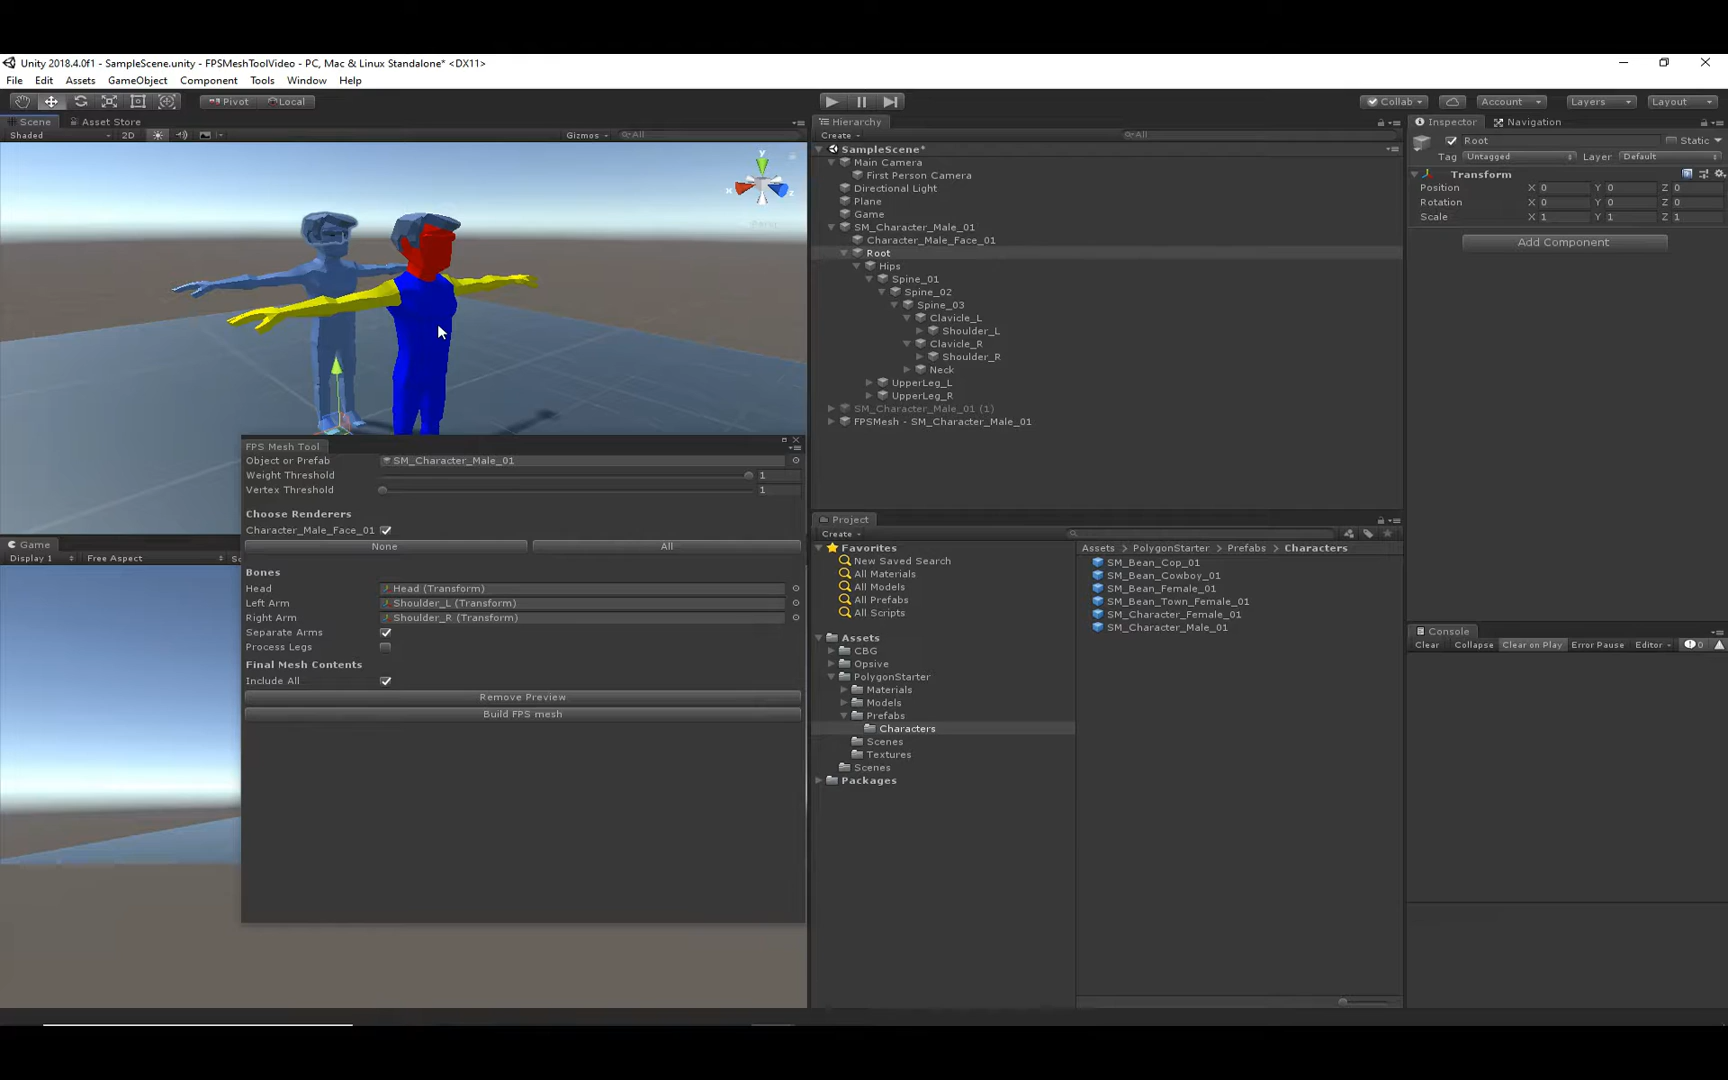 Unity 2018.4.0f1 - SampleScene.unity - FPSMeshToolVideo - PC, Mac & Linux Standalone* <DX11>
File Edit Assets GameObject Component Tools Window Help
Pivot Local
Collab Account Layers Layout
Scene Asset Store
Shaded 2D Gizmos All
y
x
z
Hierarchy
Create All
SampleScene*
Main Camera
First Person Camera
Directional Light
Plane
Game
SM_Character_Male_01
Character_Male_Face_01
Root
Hips
Spine_01
Spine_02
Spine_03
Clavicle_L
Shoulder_L
Clavicle_R
Shoulder_R
Neck
UpperLeg_L
UpperLeg_R
SM_Character_Male_01 (1)
FPSMesh - SM_Character_Male_01
Inspector Navigation
Root Static
Tag Untagged Layer Default
Transform
Position X 0 Y 0 Z 0
Rotation X 0 Y 0 Z 0
Scale X 1 Y 1 Z 1
Add Component
FPS Mesh Tool
Object or Prefab SM_Character_Male_01
Weight Threshold 1
Vertex Threshold 1
Choose Renderers
Character_Male_Face_01
None All
Bones
Head Head (Transform)
Left Arm Shoulder_L (Transform)
Right Arm Shoulder_R (Transform)
Separate Arms
Process Legs
Final Mesh Contents
Include All
Remove Preview
Build FPS mesh
Game
Display 1 Free Aspect
Project
Create
Favorites
New Saved Search
All Materials
All Models
All Prefabs
All Scripts
Assets
CBG
Opsive
PolygonStarter
Materials
Models
Prefabs
Characters
Scenes
Textures
Scenes
Packages
Assets PolygonStarter Prefabs Characters
SM_Bean_Cop_01
SM_Bean_Cowboy_01
SM_Bean_Female_01
SM_Bean_Town_Female_01
SM_Character_Female_01
SM_Character_Male_01
Console
Clear Collapse Clear on Play Error Pause Editor 0